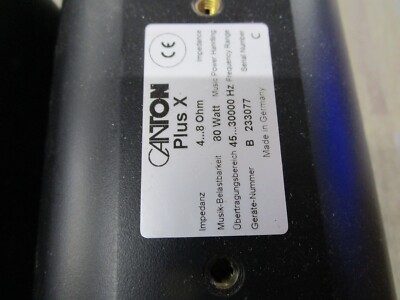 CANTON
Plus X
Impedanz 4...8 Ohm Impedance
Musik-Belastbarkeit 80 Watt Music Power Handling
Übertragungsbereich 45...30000 Hz Frequency Range
Geräte-Nummer B 233077 C Serial Number
Made in Germany
CE